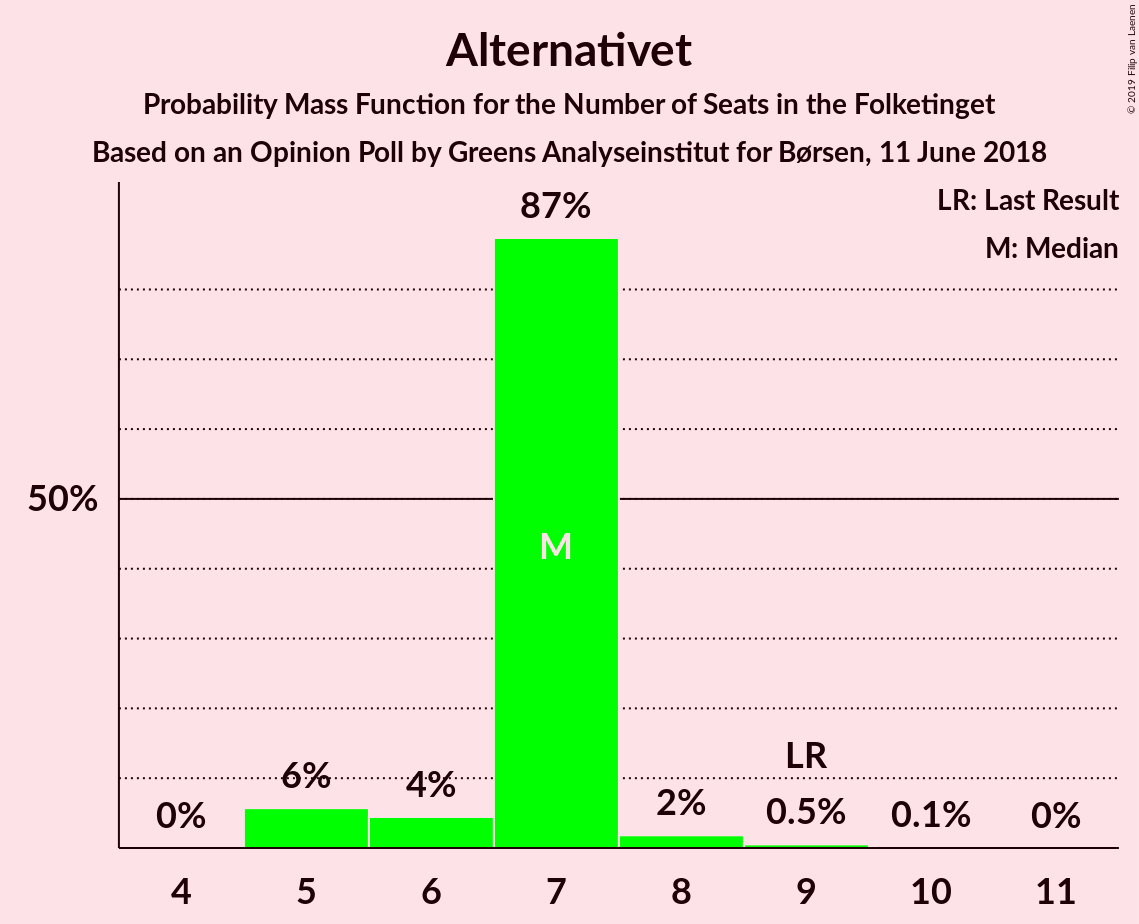 Alternativet
Probability Mass Function for the Number of Seats in the Folketinget
Based on an Opinion Poll by Greens Analyseinstitut for Børsen, 11 June 2018
© 2019 Filip van Laenen
LR: Last Result
M: Median
87%
50%
M
LR
6%
4%
2%
0%
0.5%
0.1%
0%
4 5 6 7 8 9 10 11